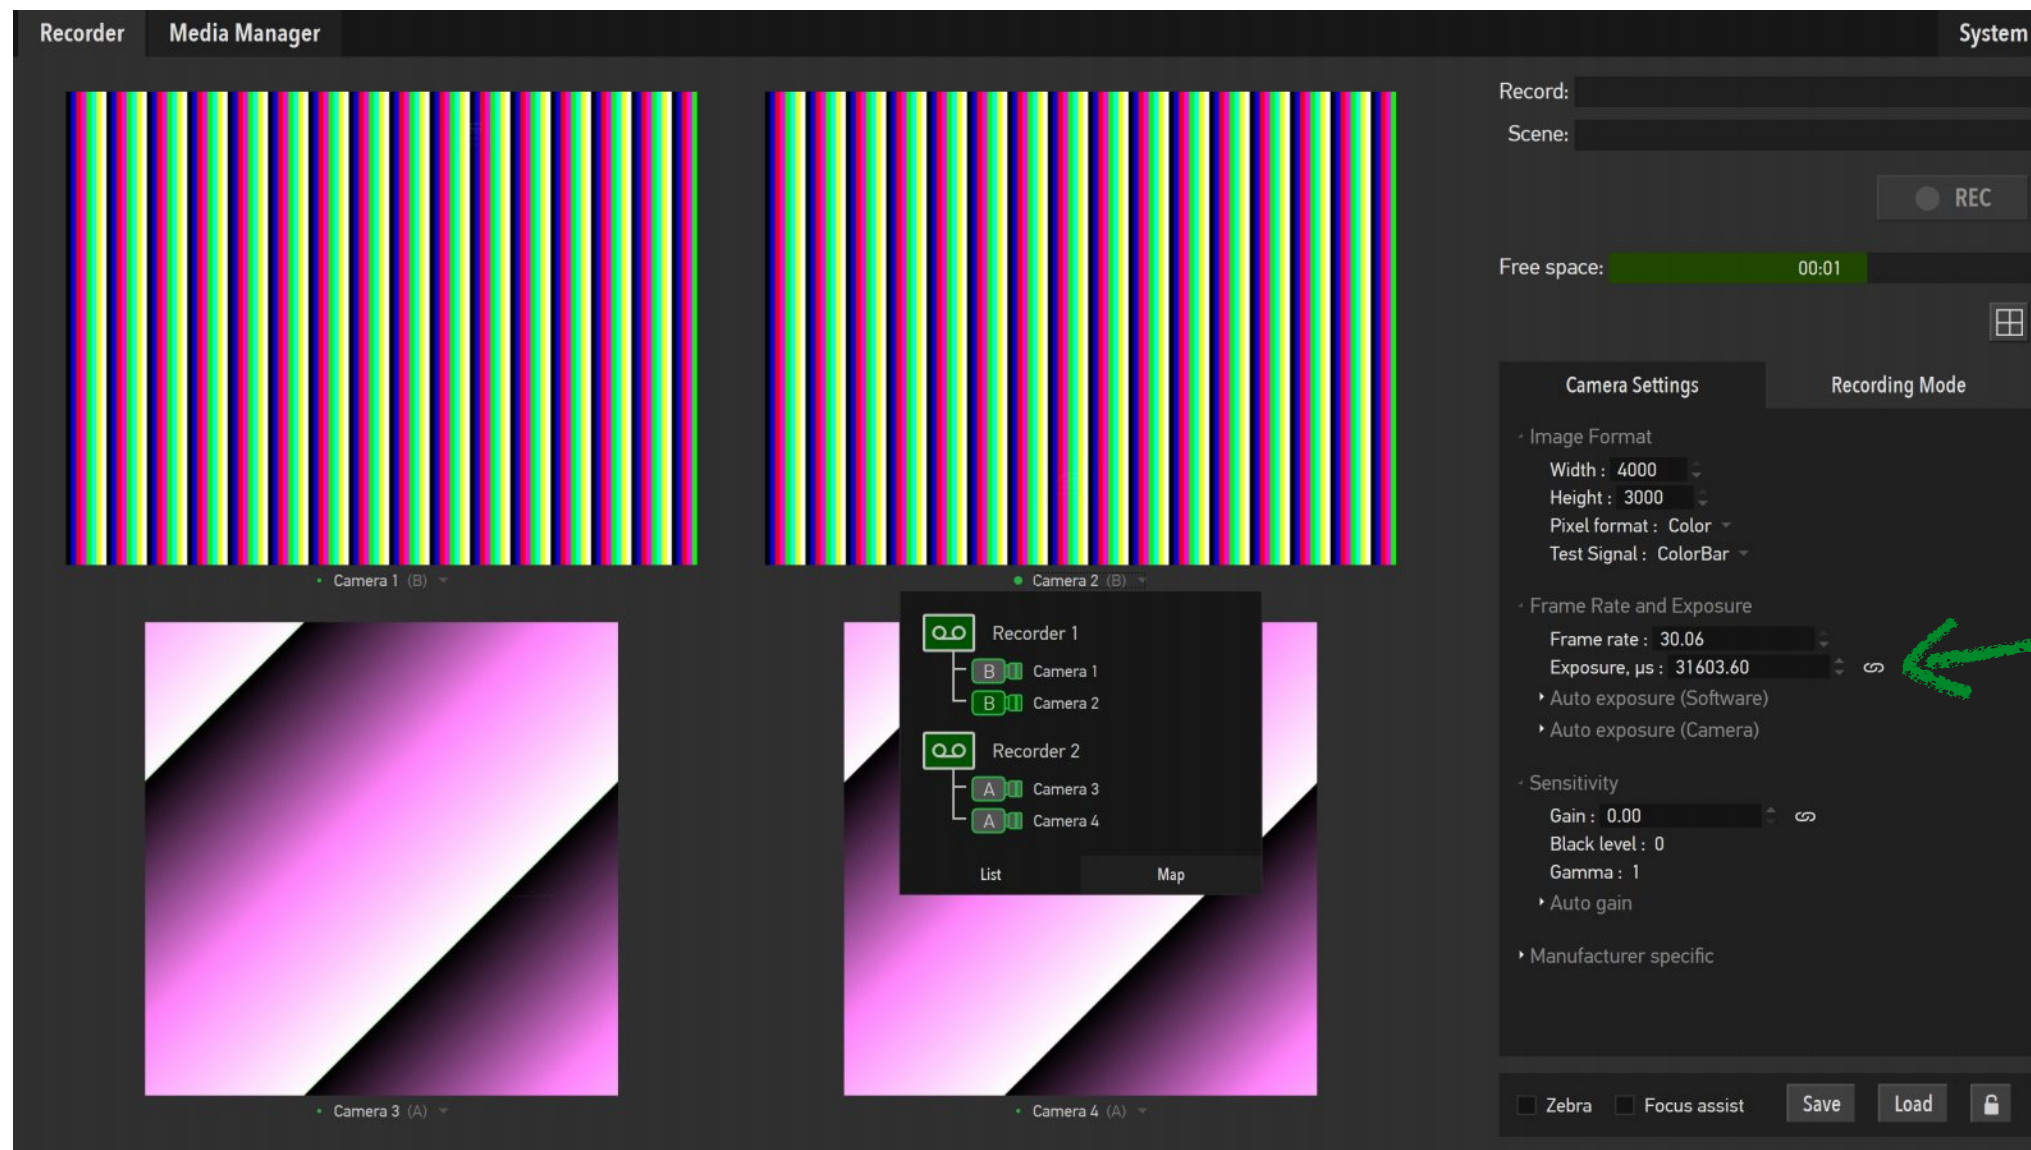 Recorder Media Manager System
Record:
Scene:
REC
Free space: 00:01
Camera Settings Recording Mode
Image Format
Width : 4000
Height : 3000
Pixel format : Color
Test Signal : ColorBar
Frame Rate and Exposure
Frame rate : 30.06
Exposure, µs : 31603.60
Auto exposure (Software)
Auto exposure (Camera)
Sensitivity
Gain : 0.00
Black level : 0
Gamma : 1
Auto gain
Manufacturer specific
Zebra Focus assist Save Load
Camera 1 (B)
Camera 2 (B)
Recorder 1
B Camera 1
B Camera 2
Recorder 2
A Camera 3
A Camera 4
List Map
Camera 3 (A)
Camera 4 (A)